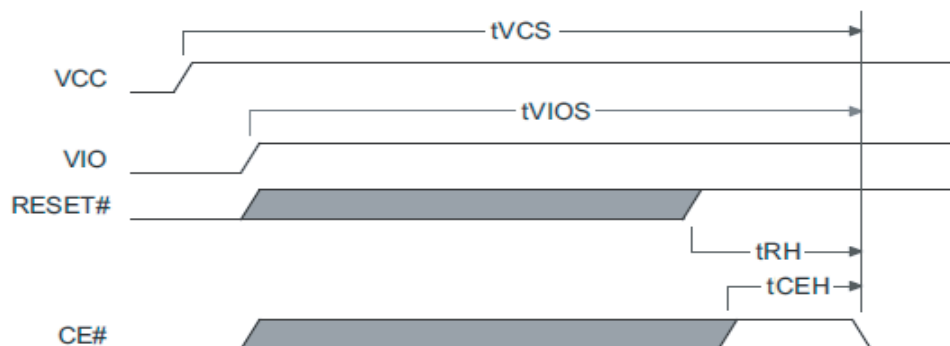 tVCS
VCC
tVIOS
VIO
RESET#
tRH
tCEH
CE#